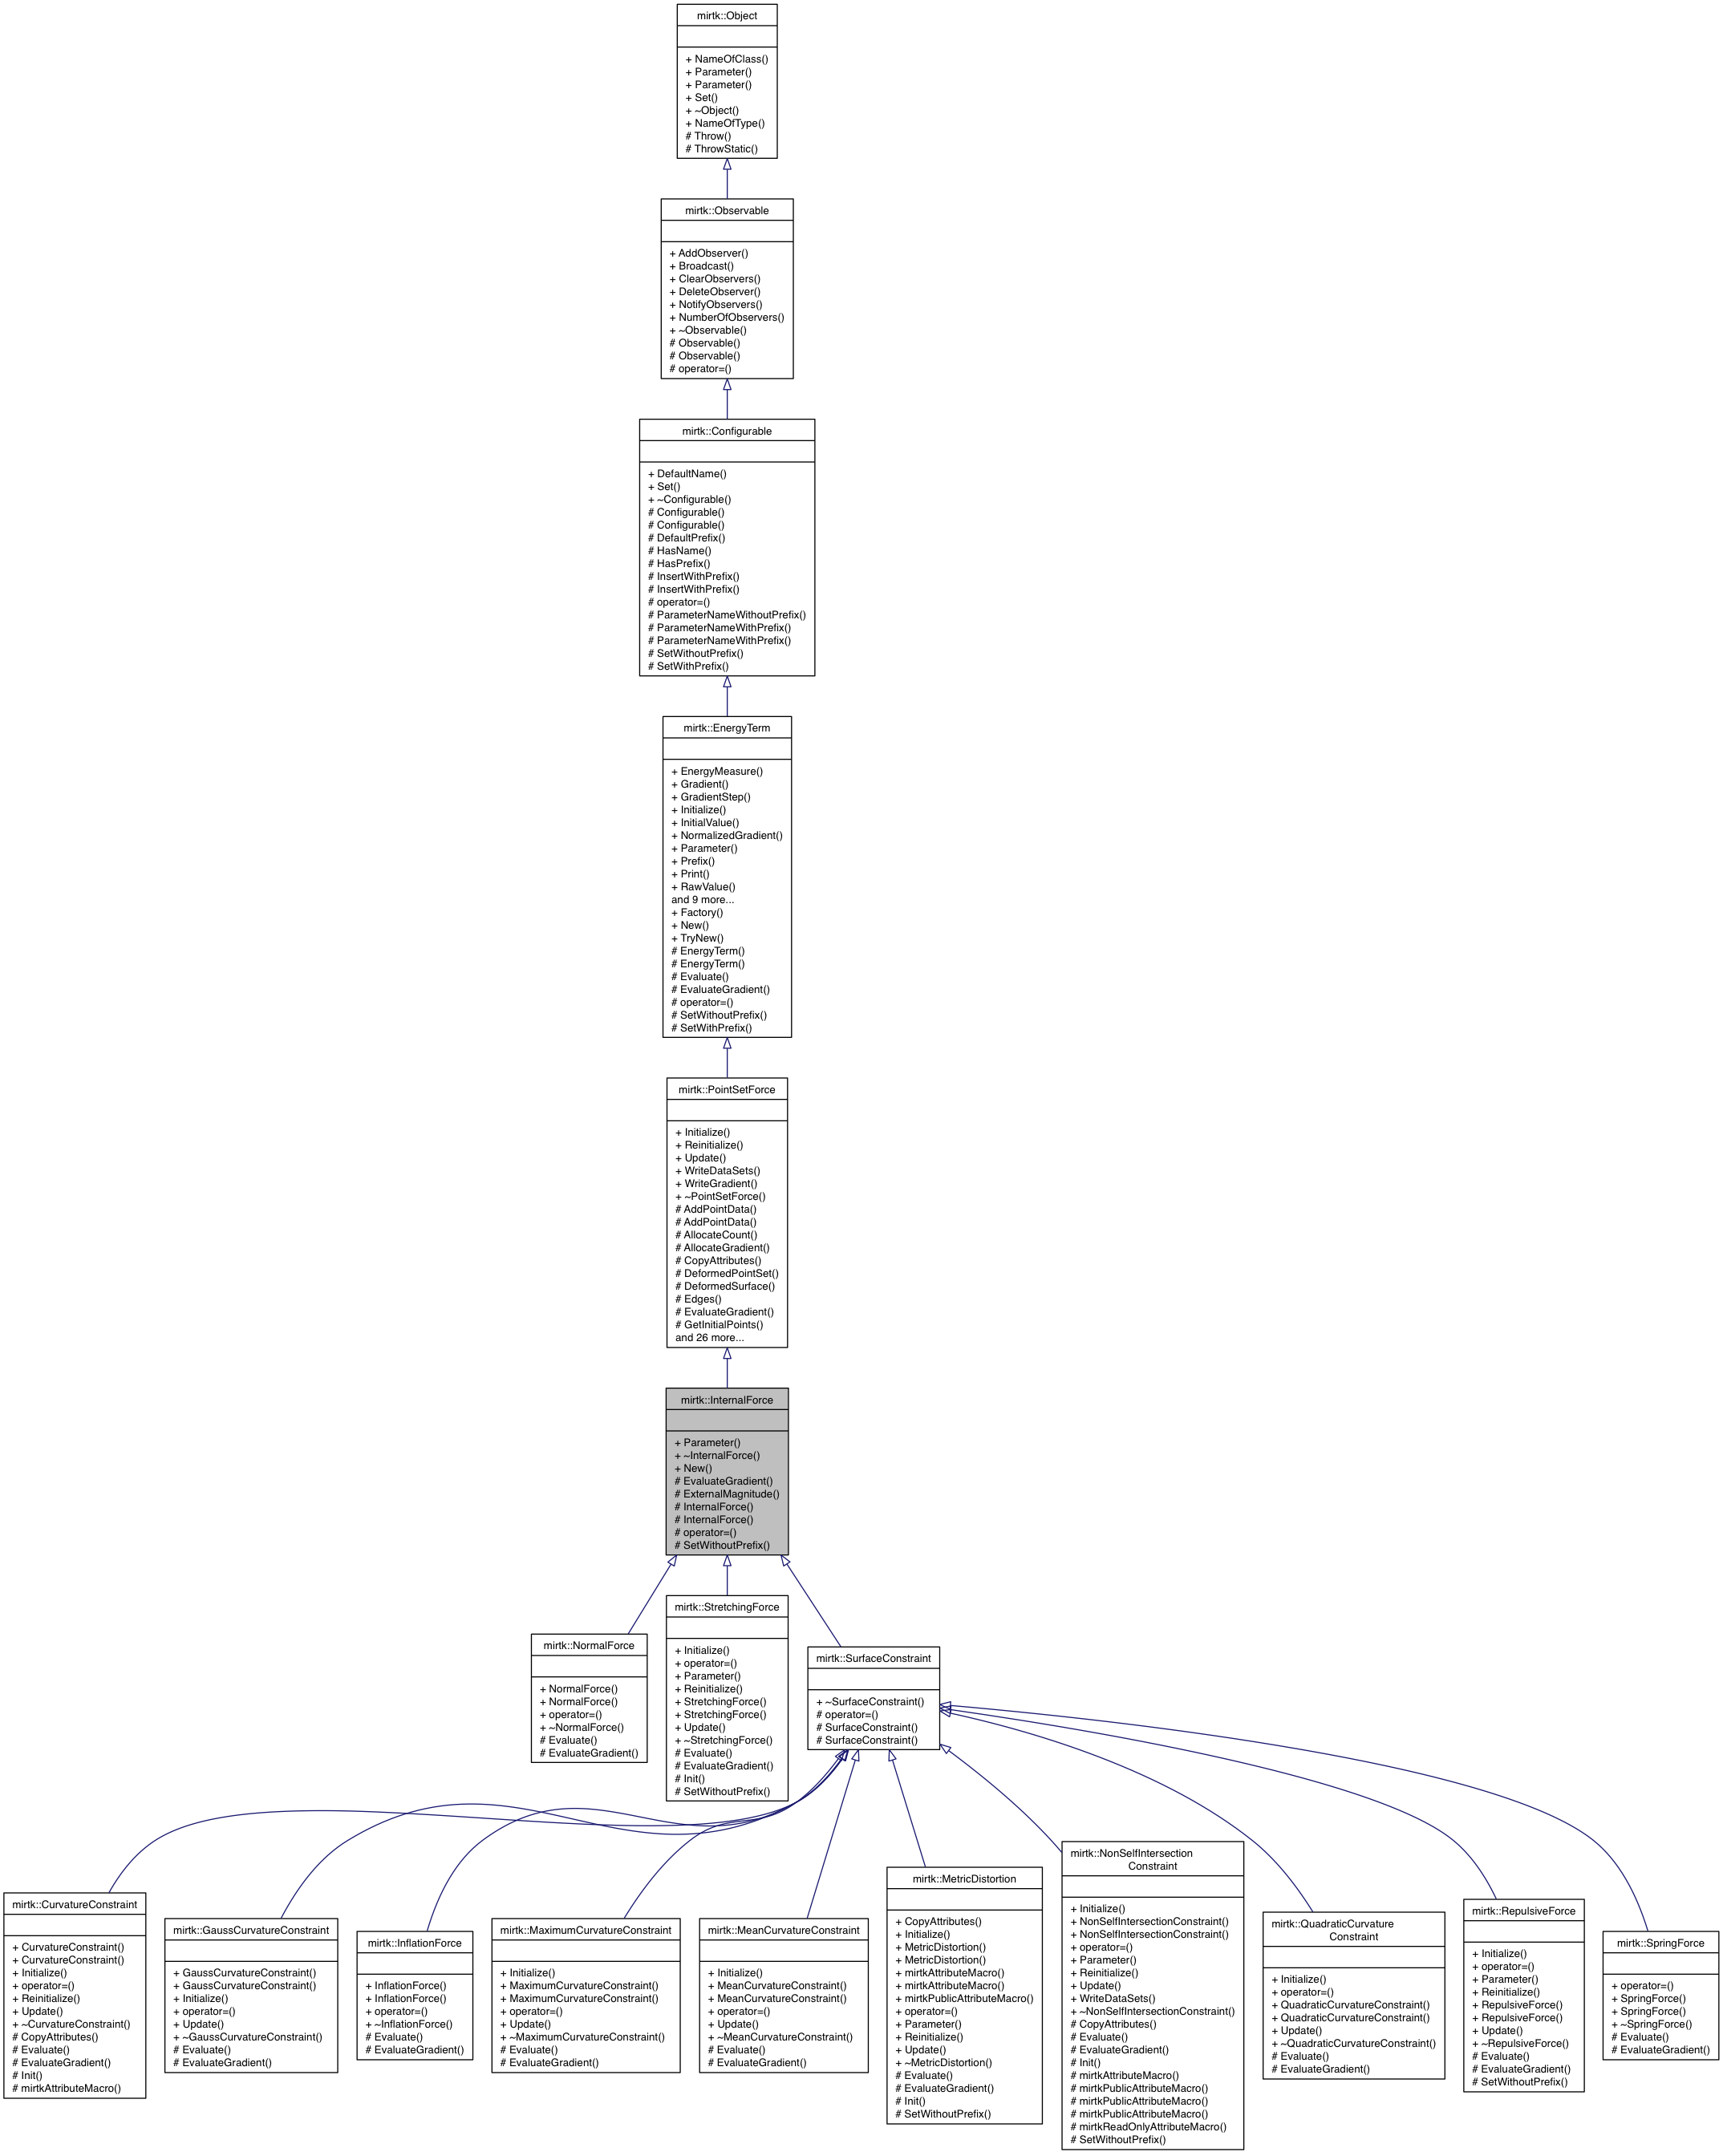 mirtk::Object
+ NameOfClass()
+ Parameter()
+ Parameter()
+ Set()
+ ~Object()
+ NameOfType()
# Throw()
# ThrowStatic()
mirtk::Observable
+ AddObserver()
+ Broadcast()
+ ClearObservers()
+ DeleteObserver()
+ NotifyObservers()
+ NumberOfObservers()
+ ~Observable()
# Observable()
# Observable()
# operator=()
mirtk::Configurable
+ DefaultName()
+ Set()
+ ~Configurable()
# Configurable()
# Configurable()
# DefaultPrefix()
# HasName()
# HasPrefix()
# InsertWithPrefix()
# InsertWithPrefix()
# operator=()
# ParameterNameWithoutPrefix()
# ParameterNameWithPrefix()
# ParameterNameWithPrefix()
# SetWithoutPrefix()
# SetWithPrefix()
mirtk::EnergyTerm
+ EnergyMeasure()
+ Gradient()
+ GradientStep()
+ Initialize()
+ InitialValue()
+ NormalizedGradient()
+ Parameter()
+ Prefix()
+ Print()
+ RawValue()
and 9 more...
+ Factory()
+ New()
+ TryNew()
# EnergyTerm()
# EnergyTerm()
# Evaluate()
# EvaluateGradient()
# operator=()
# SetWithoutPrefix()
# SetWithPrefix()
mirtk::PointSetForce
+ Initialize()
+ Reinitialize()
+ Update()
+ WriteDataSets()
+ WriteGradient()
+ ~PointSetForce()
# AddPointData()
# AddPointData()
# AllocateCount()
# AllocateGradient()
# CopyAttributes()
# DeformedPointSet()
# DeformedSurface()
# Edges()
# EvaluateGradient()
# GetInitialPoints()
and 26 more...
mirtk::InternalForce
+ Parameter()
+ ~InternalForce()
+ New()
# EvaluateGradient()
# ExternalMagnitude()
# InternalForce()
# InternalForce()
# operator=()
# SetWithoutPrefix()
mirtk::NormalForce
+ NormalForce()
+ NormalForce()
+ operator=()
+ ~NormalForce()
# Evaluate()
# EvaluateGradient()
mirtk::StretchingForce
+ Initialize()
+ operator=()
+ Parameter()
+ Reinitialize()
+ StretchingForce()
+ StretchingForce()
+ Update()
+ ~StretchingForce()
# Evaluate()
# EvaluateGradient()
# Init()
# SetWithoutPrefix()
mirtk::SurfaceConstraint
+ ~SurfaceConstraint()
# operator=()
# SurfaceConstraint()
# SurfaceConstraint()
mirtk::CurvatureConstraint
+ CurvatureConstraint()
+ CurvatureConstraint()
+ Initialize()
+ operator=()
+ Reinitialize()
+ Update()
+ ~CurvatureConstraint()
# CopyAttributes()
# Evaluate()
# EvaluateGradient()
# Init()
# mirtkAttributeMacro()
mirtk::GaussCurvatureConstraint
+ GaussCurvatureConstraint()
+ GaussCurvatureConstraint()
+ Initialize()
+ operator=()
+ Update()
+ ~GaussCurvatureConstraint()
# Evaluate()
# EvaluateGradient()
mirtk::InflationForce
+ InflationForce()
+ InflationForce()
+ operator=()
+ ~InflationForce()
# Evaluate()
# EvaluateGradient()
mirtk::MaximumCurvatureConstraint
+ Initialize()
+ MaximumCurvatureConstraint()
+ MaximumCurvatureConstraint()
+ operator=()
+ Update()
+ ~MaximumCurvatureConstraint()
# Evaluate()
# EvaluateGradient()
mirtk::MeanCurvatureConstraint
+ Initialize()
+ MeanCurvatureConstraint()
+ MeanCurvatureConstraint()
+ operator=()
+ Update()
+ ~MeanCurvatureConstraint()
# Evaluate()
# EvaluateGradient()
mirtk::MetricDistortion
+ CopyAttributes()
+ Initialize()
+ MetricDistortion()
+ MetricDistortion()
+ mirtkAttributeMacro()
+ mirtkAttributeMacro()
+ mirtkPublicAttributeMacro()
+ operator=()
+ Parameter()
+ Reinitialize()
+ Update()
+ ~MetricDistortion()
# Evaluate()
# EvaluateGradient()
# Init()
# SetWithoutPrefix()
mirtk::NonSelfIntersection
Constraint
+ Initialize()
+ NonSelfIntersectionConstraint()
+ NonSelfIntersectionConstraint()
+ operator=()
+ Parameter()
+ Reinitialize()
+ Update()
+ WriteDataSets()
+ ~NonSelfIntersectionConstraint()
# CopyAttributes()
# Evaluate()
# EvaluateGradient()
# Init()
# mirtkAttributeMacro()
# mirtkPublicAttributeMacro()
# mirtkPublicAttributeMacro()
# mirtkPublicAttributeMacro()
# mirtkReadOnlyAttributeMacro()
# SetWithoutPrefix()
mirtk::QuadraticCurvature
Constraint
+ Initialize()
+ operator=()
+ QuadraticCurvatureConstraint()
+ QuadraticCurvatureConstraint()
+ Update()
+ ~QuadraticCurvatureConstraint()
# Evaluate()
# EvaluateGradient()
mirtk::RepulsiveForce
+ Initialize()
+ operator=()
+ Parameter()
+ Reinitialize()
+ RepulsiveForce()
+ RepulsiveForce()
+ Update()
+ ~RepulsiveForce()
# Evaluate()
# EvaluateGradient()
# SetWithoutPrefix()
mirtk::SpringForce
+ operator=()
+ SpringForce()
+ SpringForce()
+ ~SpringForce()
# Evaluate()
# EvaluateGradient()